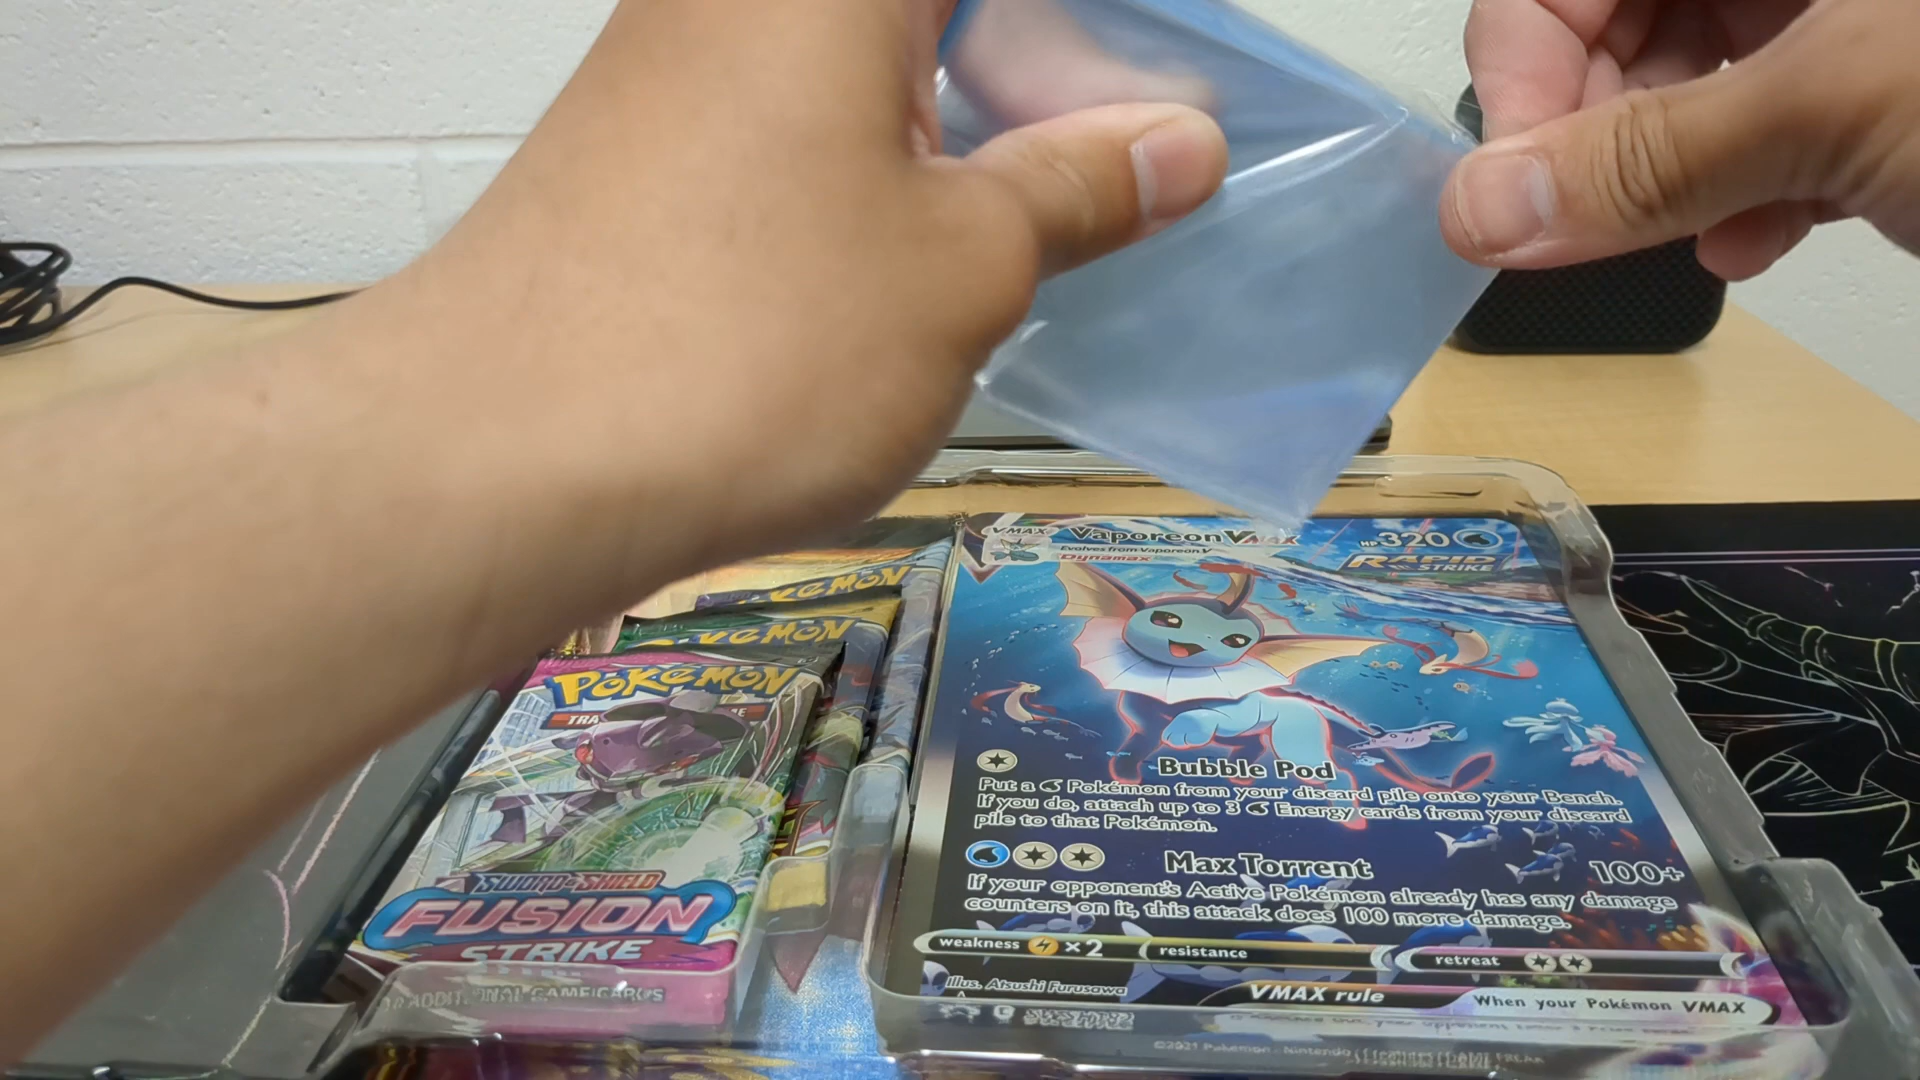 POKÉMON
POKÉMON
POKÉMON
TRA
SWORD & SHIELD
FUSION
STRIKE
10 ADDITIONAL GAME CARDS
VMAX
Vaporeon VMAX
HP 320
Evolves from Vaporeon V
Dynamax
RAPID
STRIKE
Bubble Pod
Put a Pokémon from your discard pile onto your Bench.
If you do, attach up to 3 Energy cards from your discard
pile to that Pokémon.
Max Torrent 100+
If your opponent's Active Pokémon already has any damage
counters on it, this attack does 100 more damage.
weakness ×2 resistance retreat
Illus. Atsushi Furusawa
VMAX rule
When your Pokémon VMAX
©2021 Pokémon
Nintendo